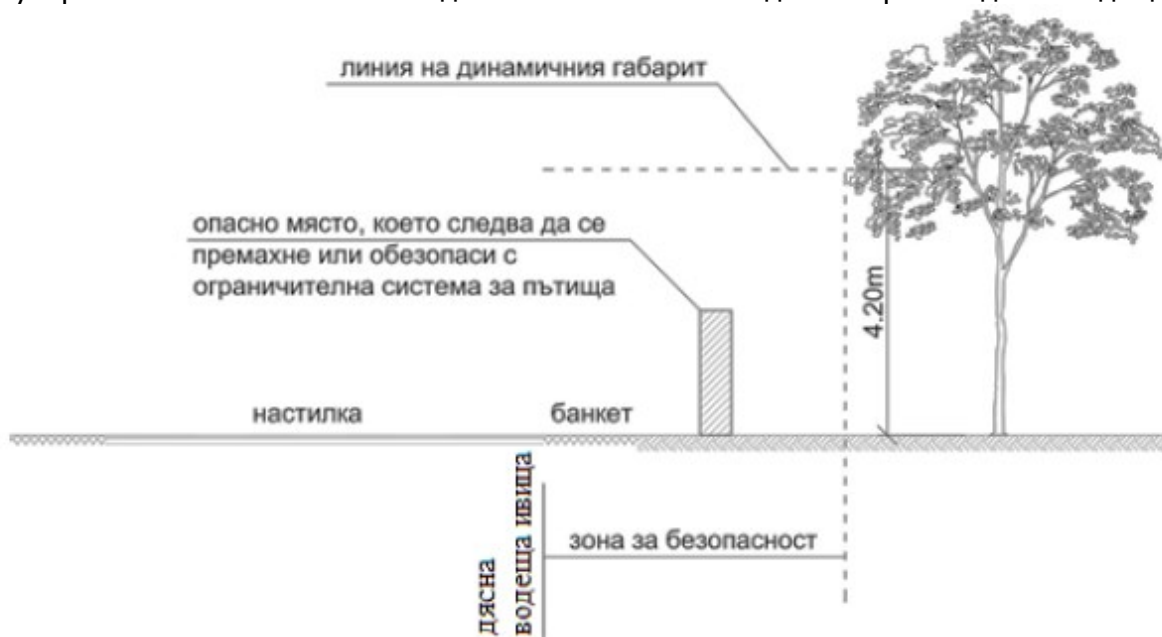 линия на динамичния габарит
опасно място, което следва да се
премахне или обезопаси с
ограничителна система за пътища
4.20m
настилка
банкет
дясна
водеща ивица
зона за безопасност